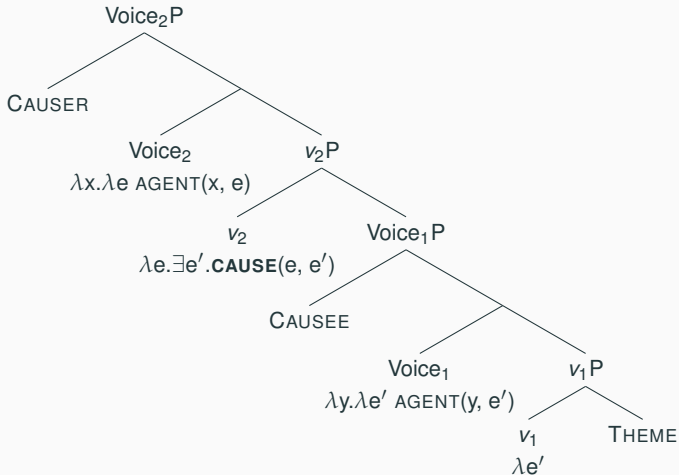 Voice₂P
CAUSER
Voice₂ v₂P
λx.λe AGENT(x, e)
v₂ Voice₁P
λe.∃e′.CAUSE(e, e′)
CAUSEE
Voice₁ v₁P
λy.λe′ AGENT(y, e′)
v₁ THEME
λe′